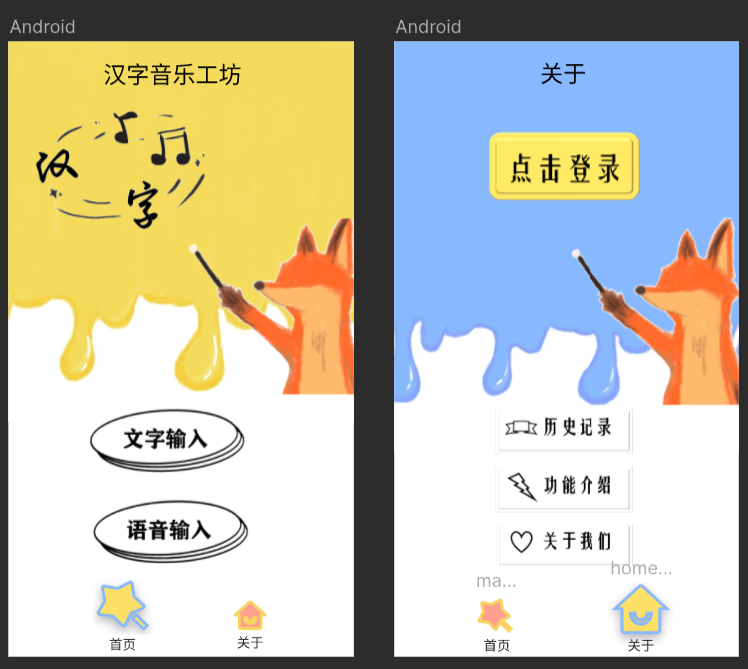 Android
汉字音乐工坊
汉
字
文字输入
语音输入
首页
关于
Android
关于
点击登录
历史记录
功能介绍
关于我们
home...
ma...
首页
关于